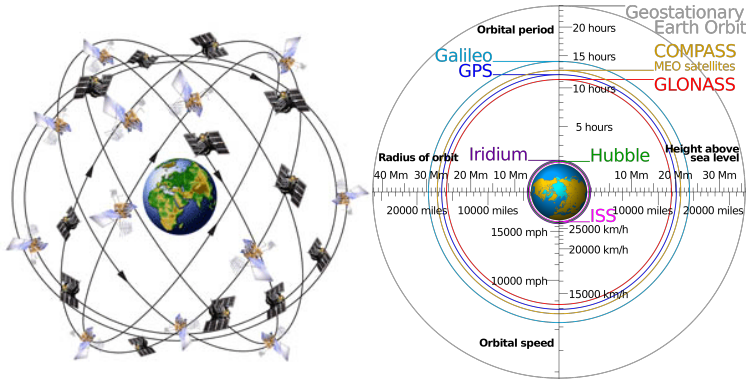 Geostationary
Earth Orbit
Orbital period
20 hours
Galileo
15 hours
COMPASS
MEO satellites
GPS
10 hours
GLONASS
5 hours
Iridium
Hubble
Radius of orbit
Height above
sea level
40 Mm
30 Mm
20 Mm
10 Mm
10 Mm
20 Mm
30 Mm
20000 miles
10000 miles
10000 miles
20000 miles
ISS
15000 mph
25000 km/h
20000 km/h
10000 mph
15000 km/h
Orbital speed